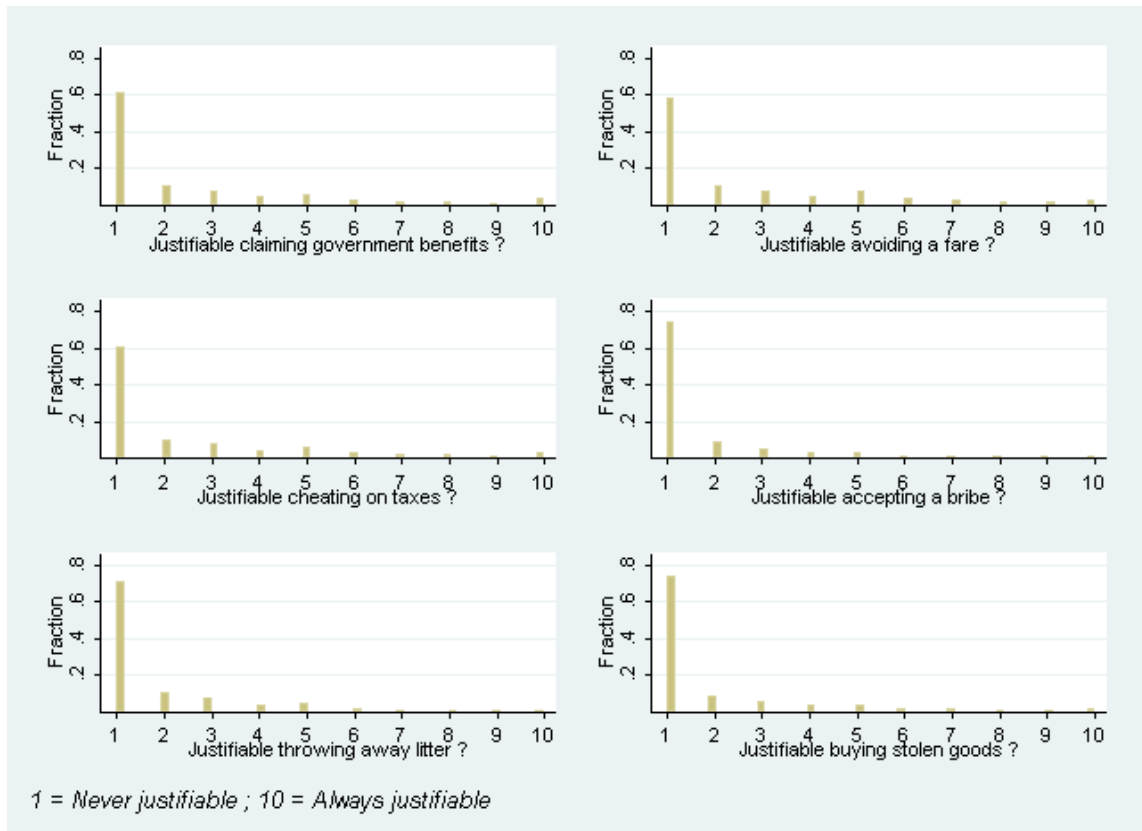 Fraction
.8
.6
.4
.2
1 2 3 4 5 6 7 8 9 10
Justifiable claiming government benefits ?
Fraction
.8
.6
.4
.2
1 2 3 4 5 6 7 8 9 10
Justifiable avoiding a fare ?
Fraction
.8
.6
.4
.2
1 2 3 4 5 6 7 8 9 10
Justifiable cheating on taxes ?
Fraction
.8
.6
.4
.2
1 2 3 4 5 6 7 8 9 10
Justifiable accepting a bribe ?
Fraction
.8
.6
.4
.2
1 2 3 4 5 6 7 8 9 10
Justifiable throwing away litter ?
Fraction
.8
.6
.4
.2
1 2 3 4 5 6 7 8 9 10
Justifiable buying stolen goods ?
1 = Never justifiable ; 10 = Always justifiable